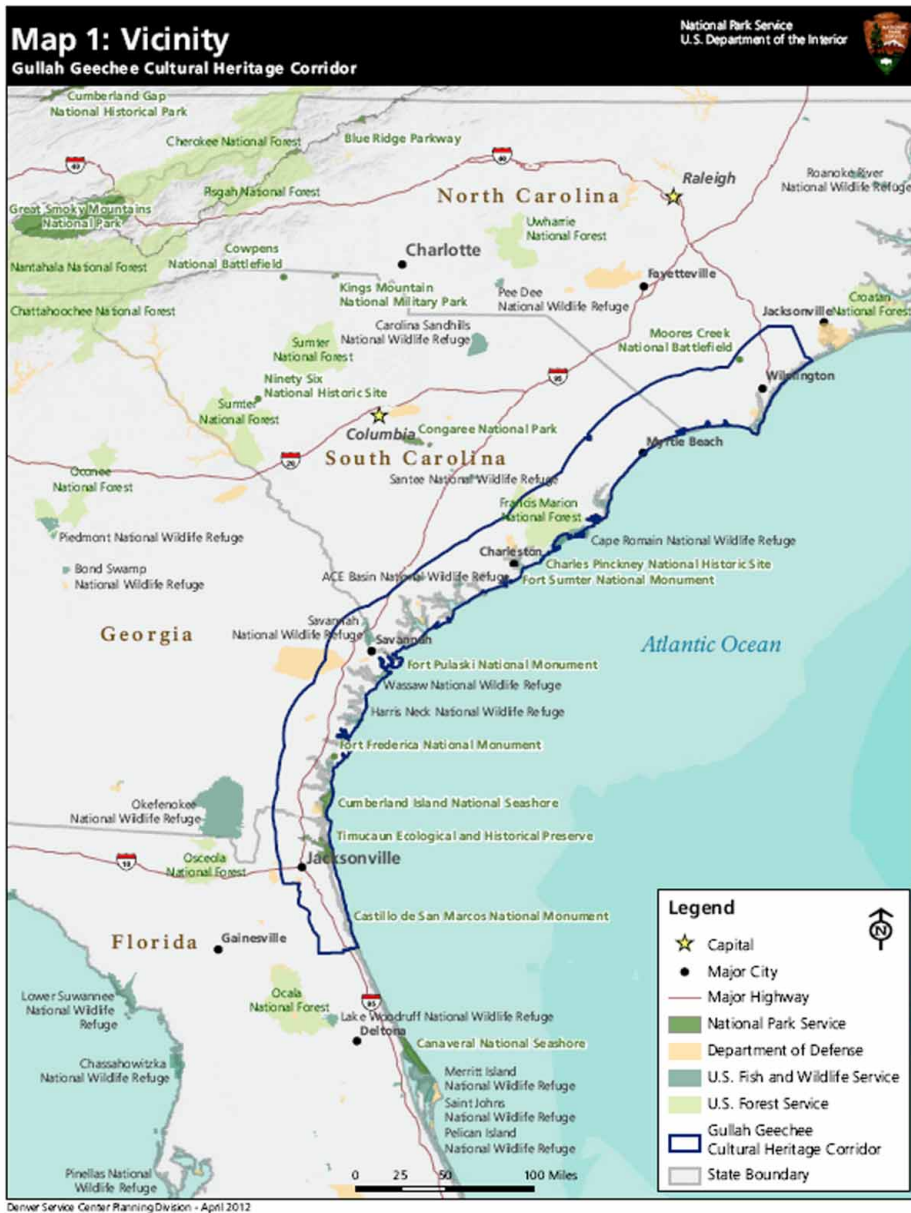 Map 1: Vicinity
Gullah Geechee Cultural Heritage Corridor
National Park Service
U.S. Department of the Interior
Cumberland Gap
National Historical Park
Cherokee National Forest
Blue Ridge Parkway
40
40
Raleigh
Roanoke River
National Wildlife Refuge
Pisgah National Forest
North Carolina
Great Smoky Mountains
National Park
Uwharrie
National Forest
Cowpens
National Battlefield
Charlotte
Nantahala National Forest
Kings Mountain
National Military Park
Pee Dee
National Wildlife Refuge
Fayetteville
Croatan
National Forest
Jacksonville
Chattahoochee National Forest
Carolina Sandhills
National Wildlife Refuge
Moores Creek
National Battlefield
Sumter
National Forest
Ninety Six
National Historic Site
95
Wilmington
Sumter
National Forest
Columbia
Congaree National Park
Myrtle Beach
South Carolina
20
Oconee
National Forest
Santee National Wildlife Refuge
Francis Marion
National Forest
Piedmont National Wildlife Refuge
Cape Romain National Wildlife Refuge
Charleston
Charles Pinckney National Historic Site
Bond Swamp
National Wildlife Refuge
ACE Basin National Wildlife Refuge
Fort Sumter National Monument
Georgia
Savannah
National Wildlife Refuge
Savannah
Atlantic Ocean
Fort Pulaski National Monument
Wassaw National Wildlife Refuge
Harris Neck National Wildlife Refuge
Fort Frederica National Monument
Okefenokee
National Wildlife Refuge
Cumberland Island National Seashore
Timucuan Ecological and Historical Preserve
Osceola
National Forest
10
Jacksonville
Castillo de San Marcos National Monument
Florida
Gainesville
Lower Suwannee
National Wildlife
Refuge
Ocala
National Forest
95
Lake Woodruff National Wildlife Refuge
Deltona
Canaveral National Seashore
Chassahowitzka
National Wildlife Refuge
Merritt Island
National Wildlife Refuge
Saint Johns
National Wildlife Refuge
Pelican Island
National Wildlife Refuge
Pinellas National
Wildlife Refuge
0 25 50 100 Miles
Legend
N
Capital
Major City
Major Highway
National Park Service
Department of Defense
U.S. Fish and Wildlife Service
U.S. Forest Service
Gullah Geechee
Cultural Heritage Corridor
State Boundary
Denver Service Center Planning Division - April 2012